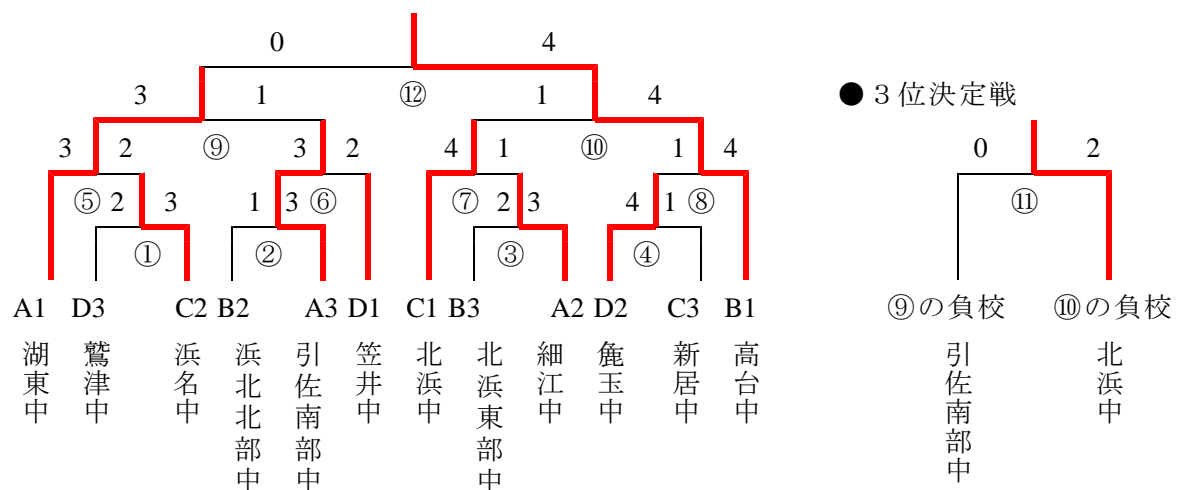 0 4
3 1 ⑫ 1 4
● 3位決定戦
3 2 ⑨ 3 2 4 1 ⑩ 1 4 0 2
⑤ 2 3 1 3 ⑥ ⑦ 2 3 4 1 ⑧ ⑪
① ② ③ ④
A1 D3 C2 B2 A3 D1 C1 B3 A2 D2 C3 B1
⑨の負校 ⑩の負校
湖東中
鷲津中
浜名中
浜北北部中
引佐南部中
笠井中
北浜中
北浜東部中
細江中
麁玉中
新居中
高台中
引佐南部中
北浜中